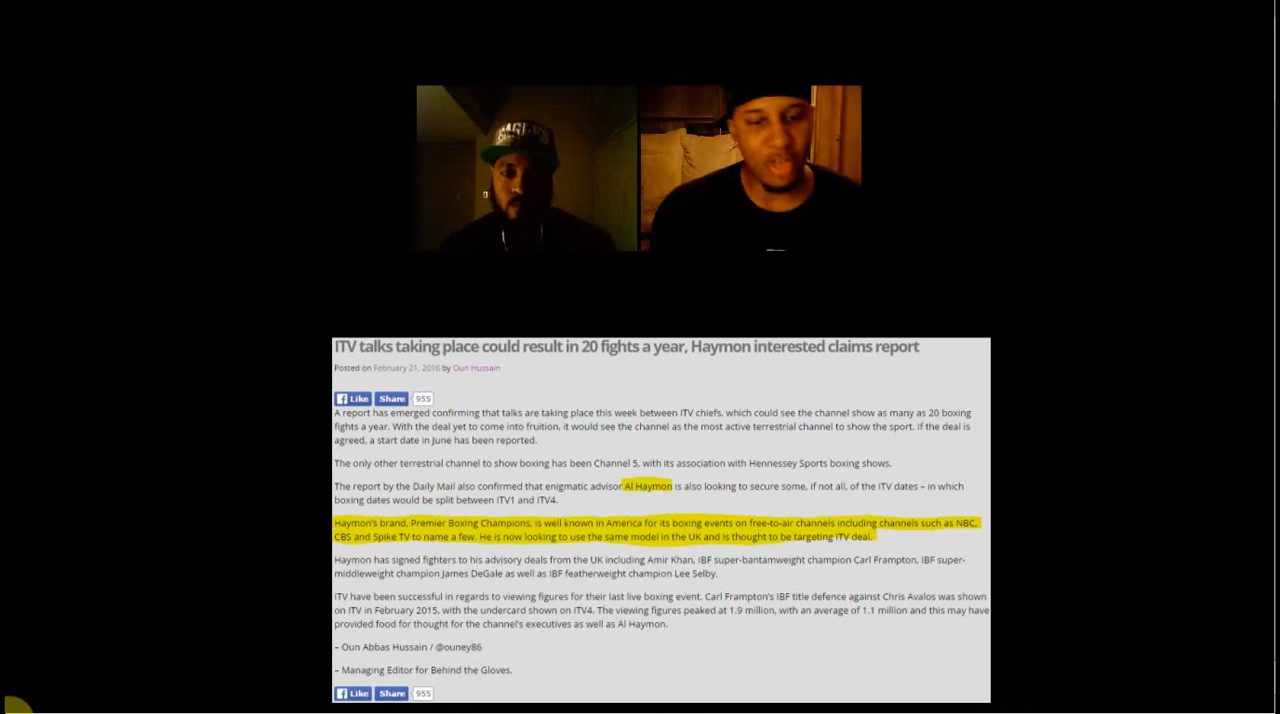 EAGLES
ITV talks taking place could result in 20 fights a year, Haymon interested claims report
Posted on February 21, 2016 by Oun Hussain
Like Share 955
A report has emerged confirming that talks are taking place this week between ITV chiefs, which could see the channel show as many as 20 boxing
fights a year. With the deal yet to come into fruition, it would see the channel as the most active terrestrial channel to show the sport. If the deal is
agreed, a start date in June has been reported.
The only other terrestrial channel to show boxing has been Channel 5, with its association with Hennessey Sports boxing shows.
The report by the Daily Mail also confirmed that enigmatic advisor Al Haymon is also looking to secure some, if not all, of the ITV dates – in which
boxing dates would be split between ITV1 and ITV4.
Haymon's brand, Premier Boxing Champions, is well known in America for its boxing events on free-to-air channels including channels such as NBC,
CBS and Spike TV to name a few. He is now looking to use the same model in the UK and is thought to be targeting ITV deal.
Haymon has signed fighters to his advisory deals from the UK including Amir Khan, IBF super-bantamweight champion Carl Frampton, IBF super-
middleweight champion James DeGale as well as IBF featherweight champion Lee Selby.
ITV have been successful in regards to viewing figures for their last live boxing event. Carl Frampton's IBF title defence against Chris Avalos was shown
on ITV in February 2015, with the undercard shown on ITV4. The viewing figures peaked at 1.9 million, with an average of 1.1 million and this may have
provided food for thought for the channel's executives as well as Al Haymon.
– Oun Abbas Hussain / @ouney86
– Managing Editor for Behind the Gloves.
Like Share 955